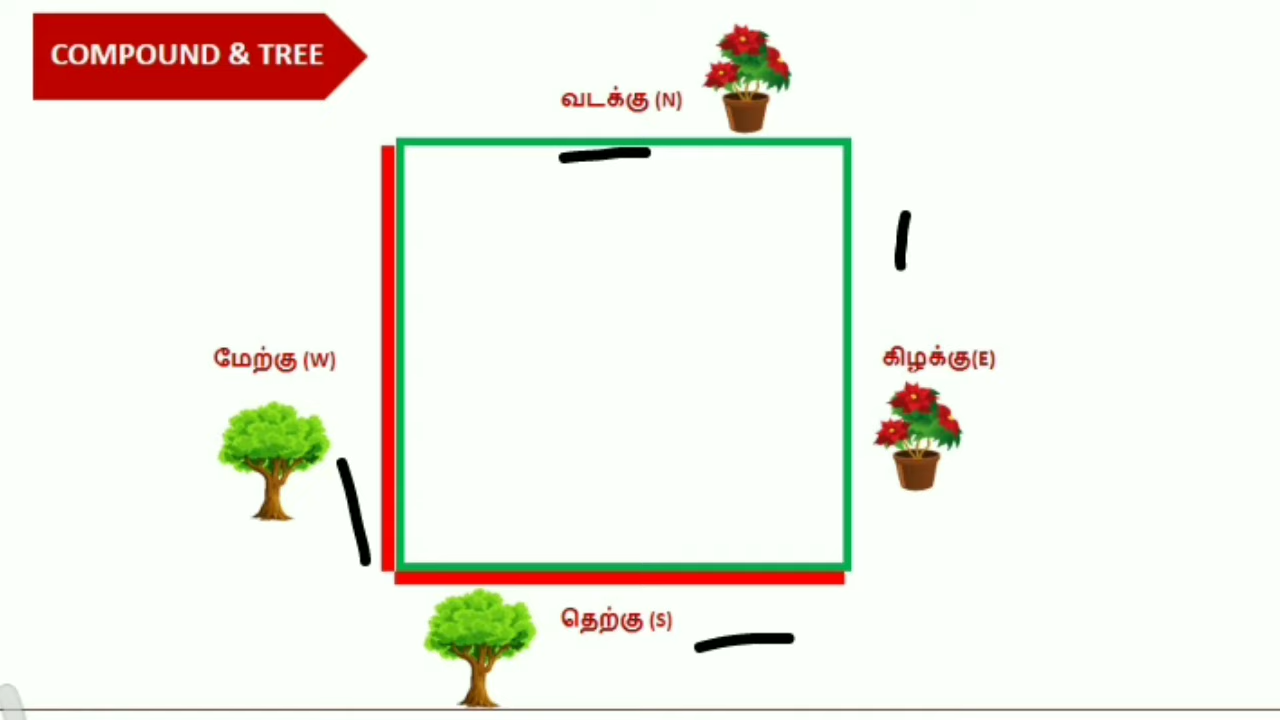 COMPOUND & TREE
வடக்கு (N)
மேற்கு (W)
கிழக்கு(E)
தெற்கு (S)